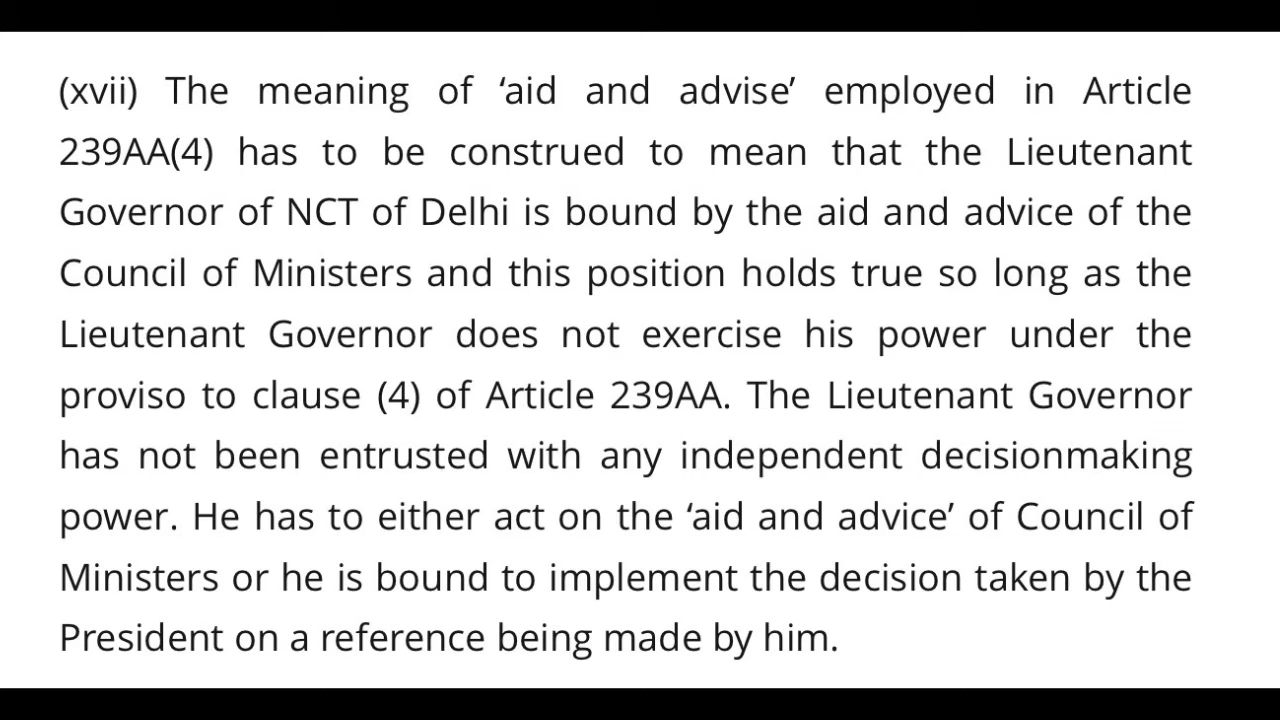 (xvii) The meaning of ‘aid and advise’ employed in Article
239AA(4) has to be construed to mean that the Lieutenant
Governor of NCT of Delhi is bound by the aid and advice of the
Council of Ministers and this position holds true so long as the
Lieutenant Governor does not exercise his power under the
proviso to clause (4) of Article 239AA. The Lieutenant Governor
has not been entrusted with any independent decisionmaking
power. He has to either act on the ‘aid and advice’ of Council of
Ministers or he is bound to implement the decision taken by the
President on a reference being made by him.